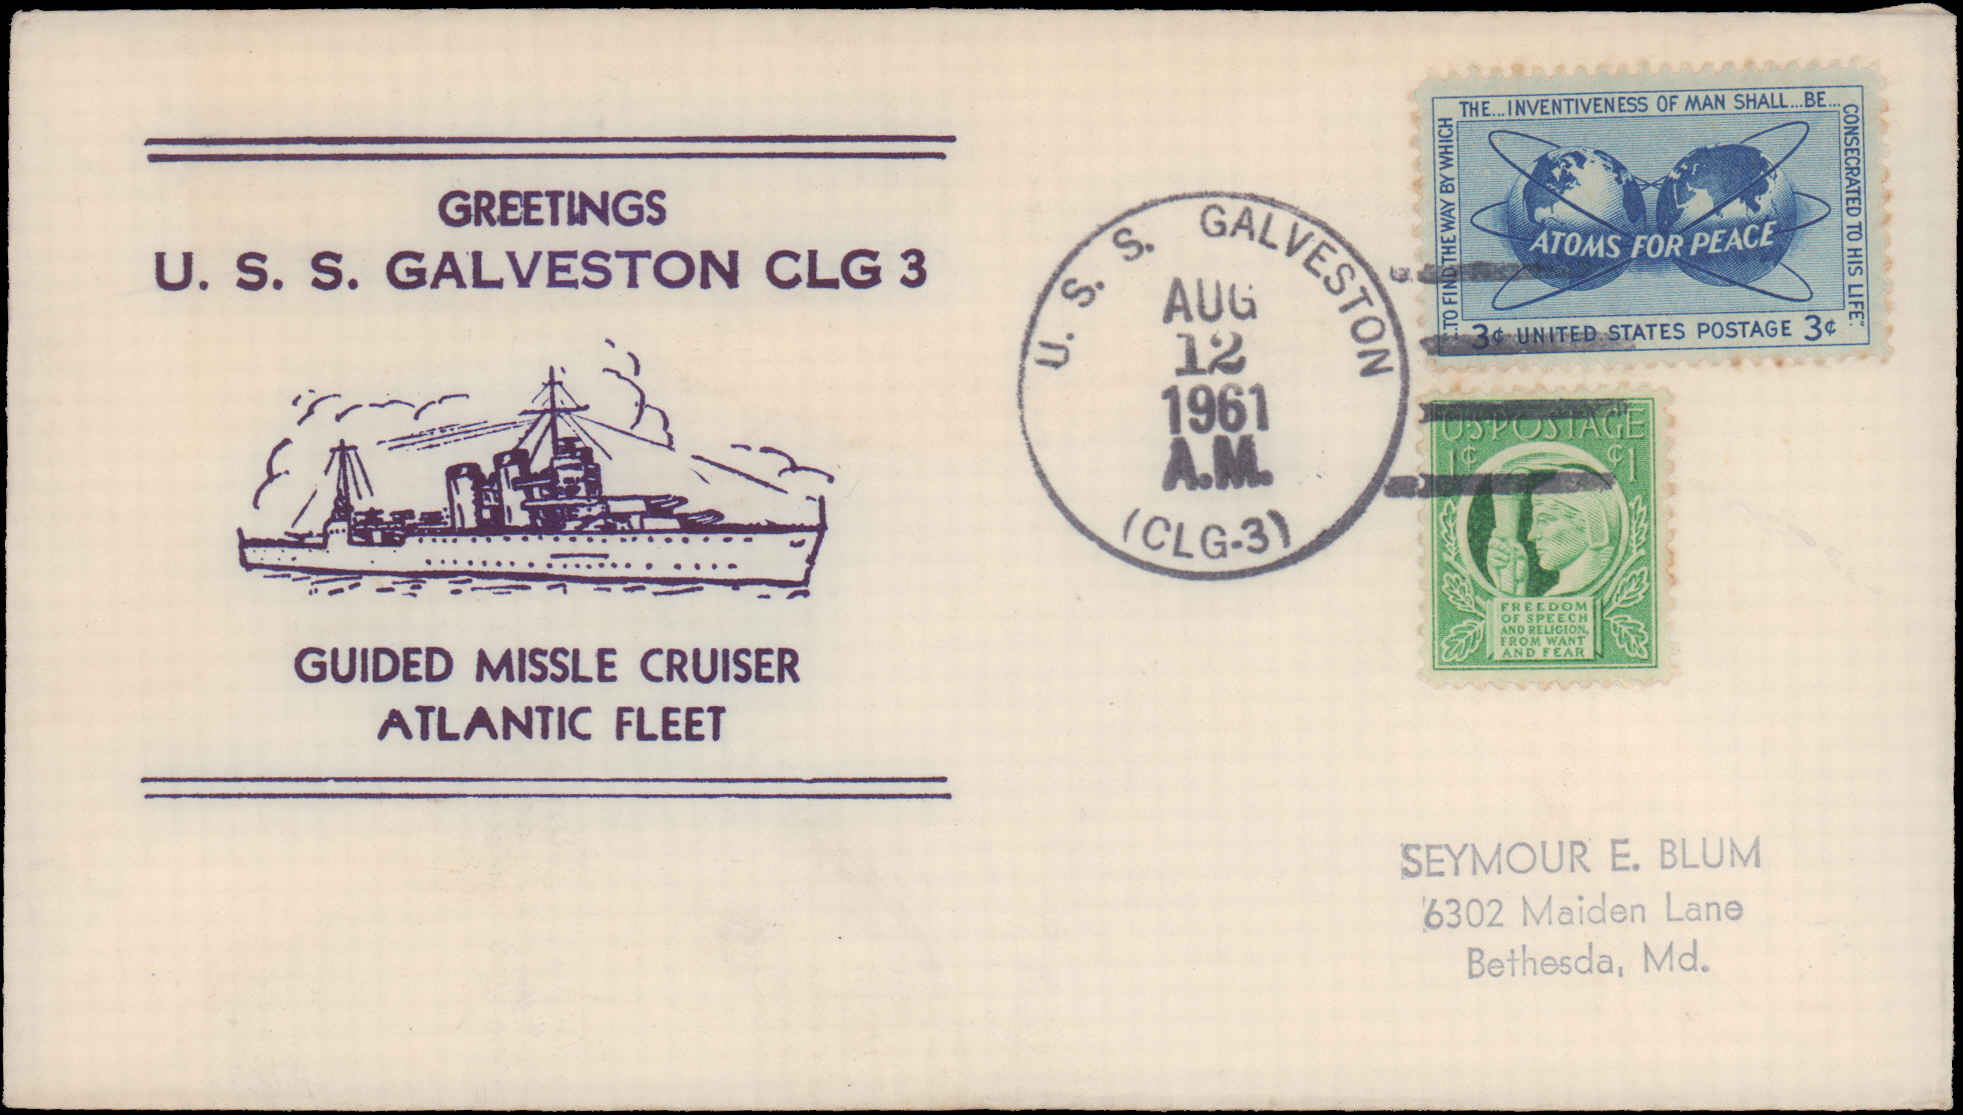 GREETINGS
U. S. S. GALVESTON CLG 3
GUIDED MISSLE CRUISER
ATLANTIC FLEET
U. S. S. GALVESTON
AUG
12
1961
A.M.
(CLG-3)
"...TO FIND THE WAY BY WHICH
THE...INVENTIVENESS OF MAN SHALL...BE...
CONSECRATED TO HIS LIFE."
ATOMS FOR PEACE
3¢ UNITED STATES POSTAGE 3¢
U.S. POSTAGE
1¢ ¢1
FREEDOM
OF SPEECH
AND RELIGION,
FROM WANT
AND FEAR
SEYMOUR E. BLUM
6302 Maiden Lane
Bethesda, Md.